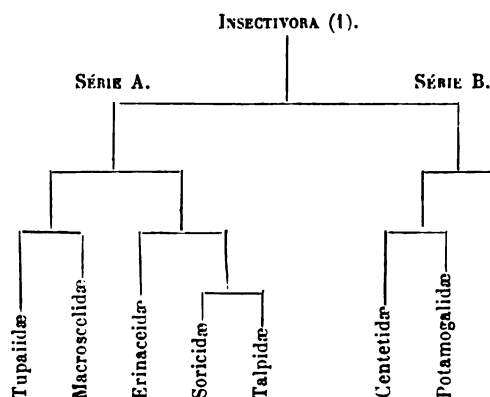 INSECTIVORA (1).
SÉRIE A.
SÉRIE B.
Tupaiidæ
Macroscelidæ
Erinaceidæ
Soricidæ
Talpidæ
Centetidæ
Potamogalidæ